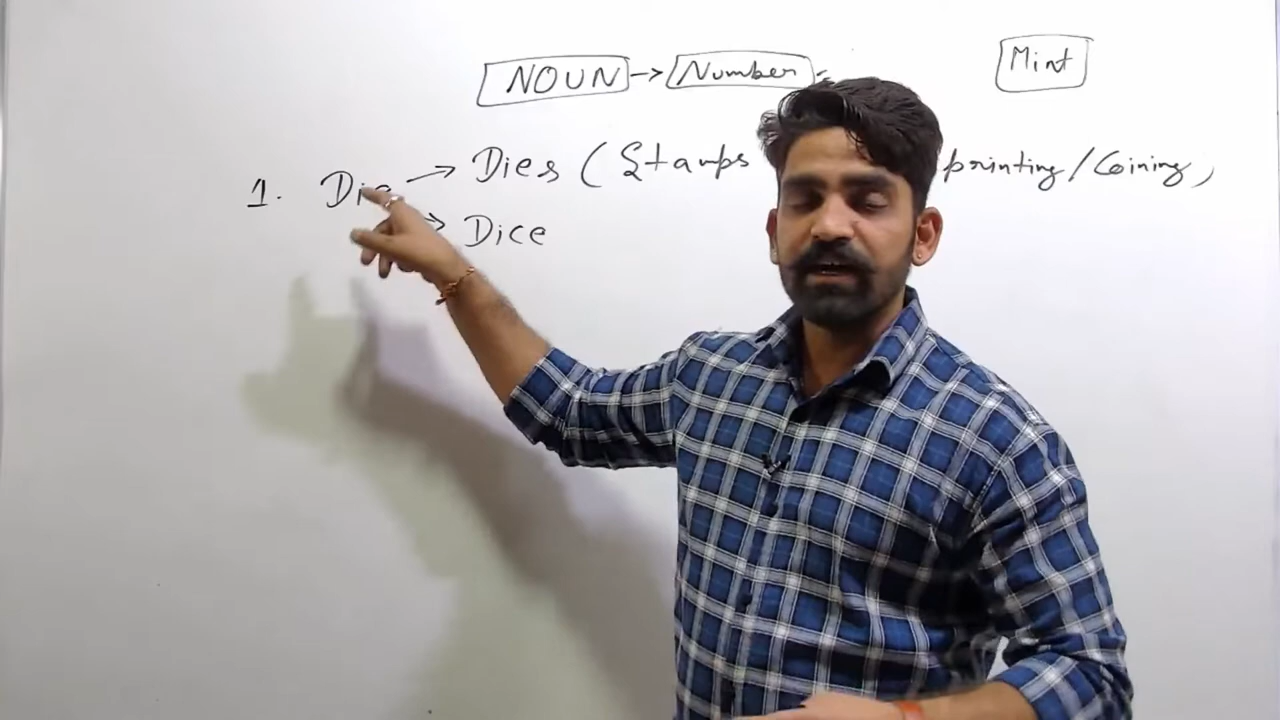 NOUN -> Number Mint
1. Die -> Dies (Stamps printing/Coining,
-> Dice